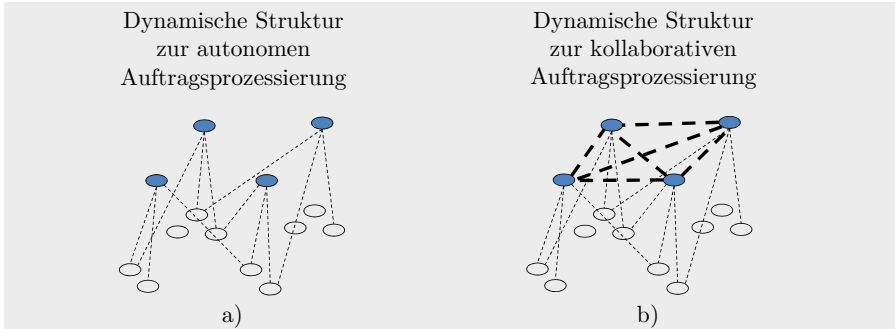 Dynamische Struktur
zur autonomen
Auftragsprozessierung
Dynamische Struktur
zur kollaborativen
Auftragsprozessierung
a)
b)